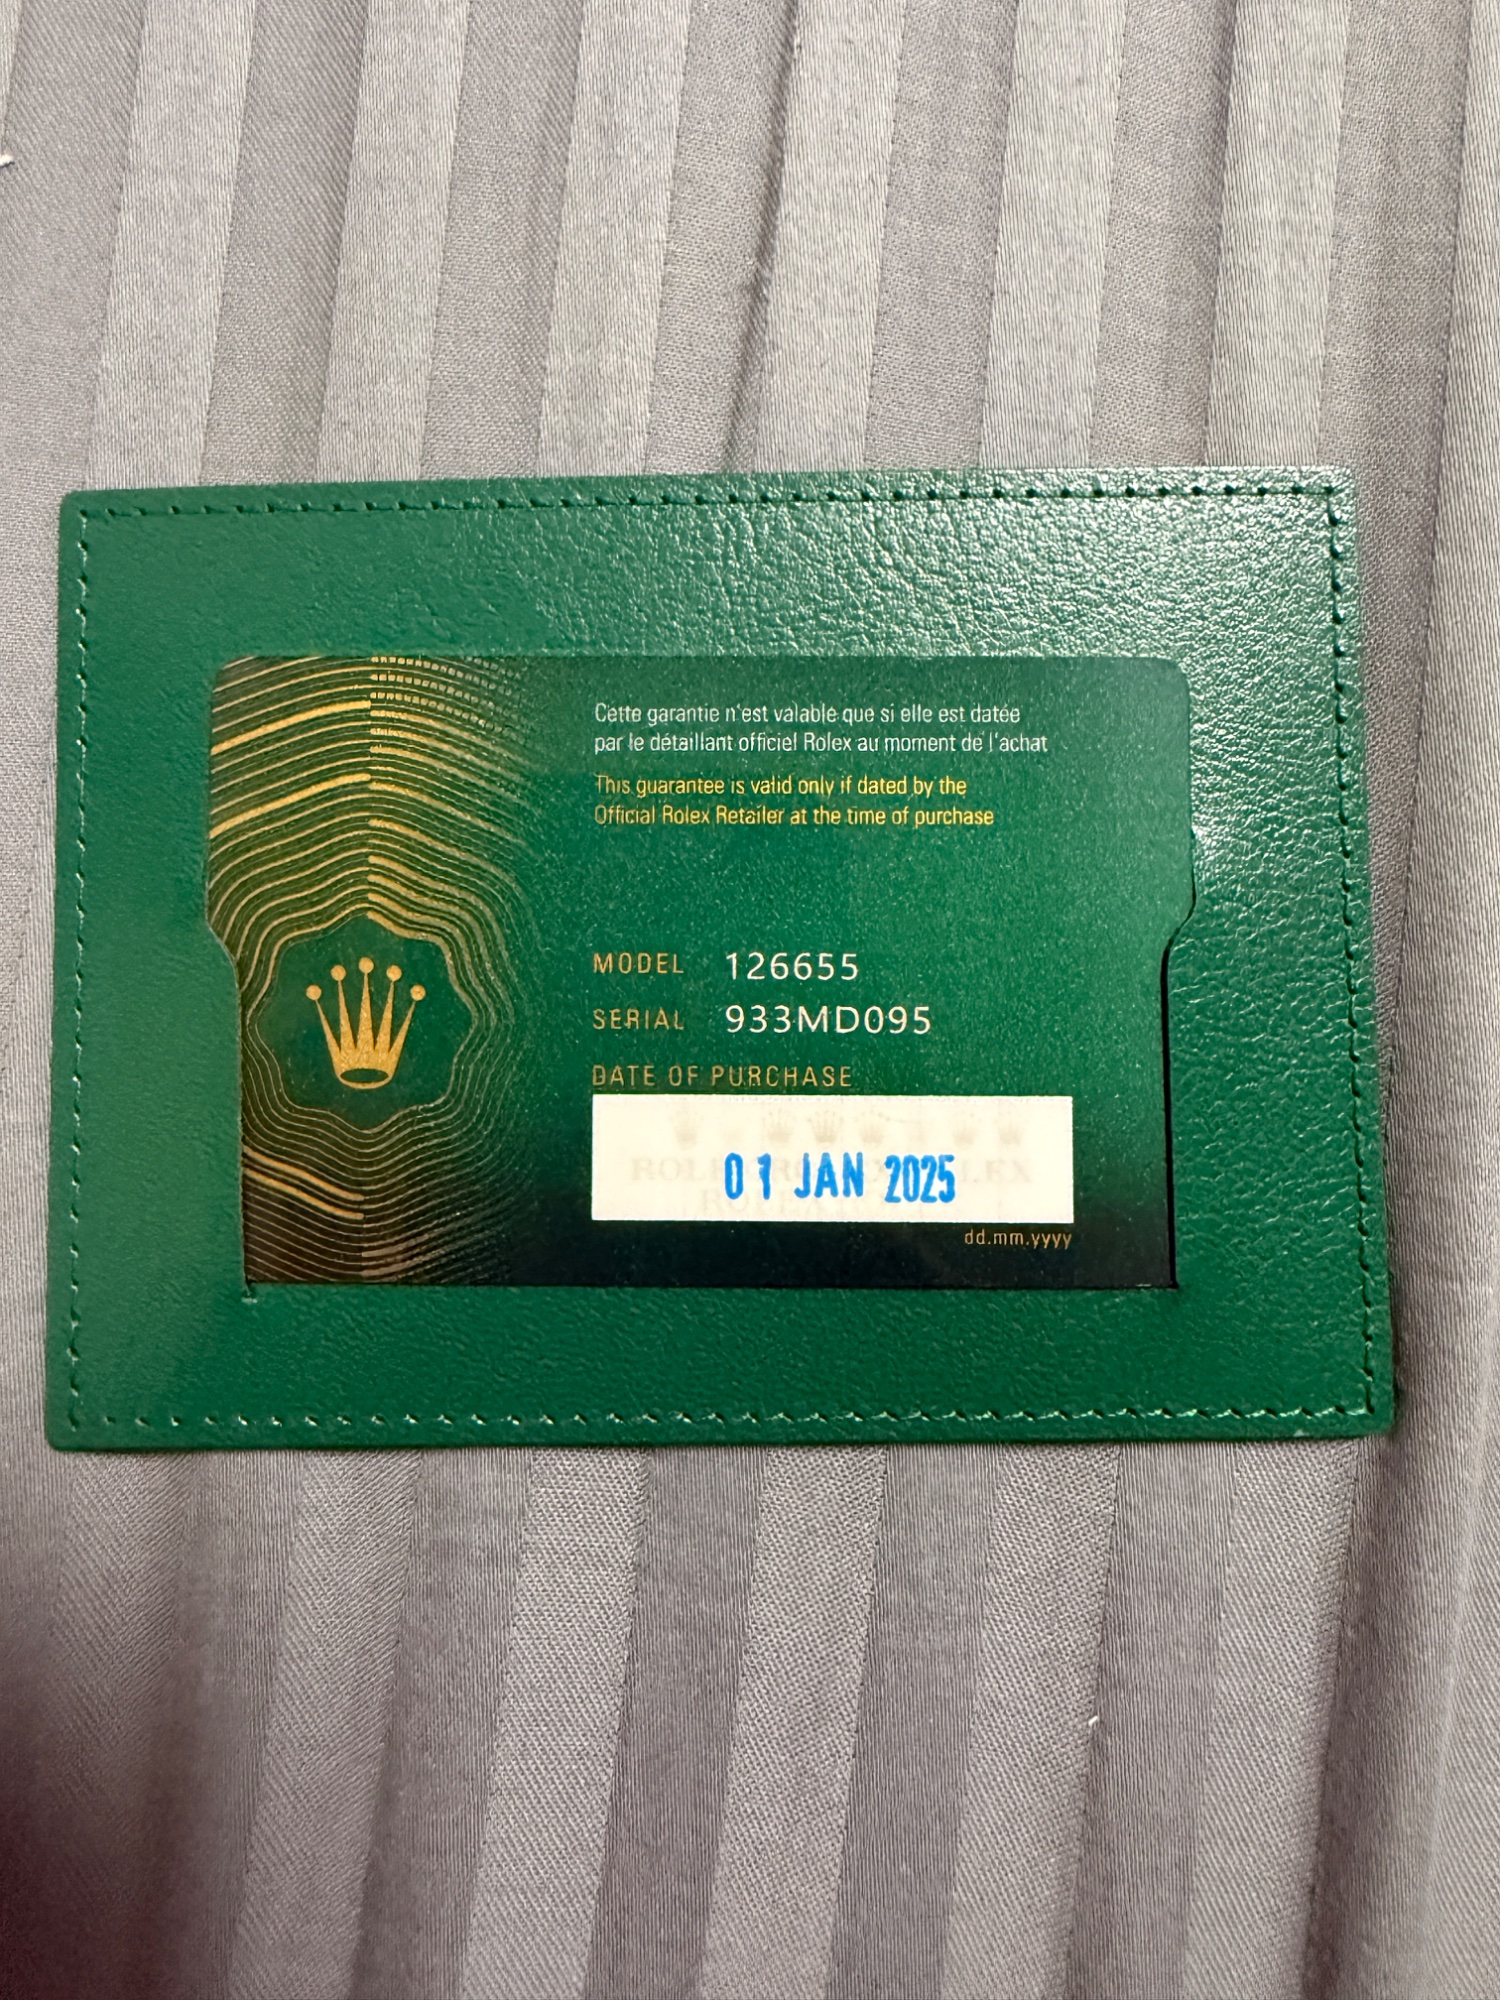 Cette garantie n'est valable que si elle est datée
par le détaillant officiel Rolex au moment de l'achat
This guarantee is valid only if dated by the
Official Rolex Retailer at the time of purchase
MODEL 126655
SERIAL 933MD095
DATE OF PURCHASE
01 JAN 2025
dd.mm.yyyy